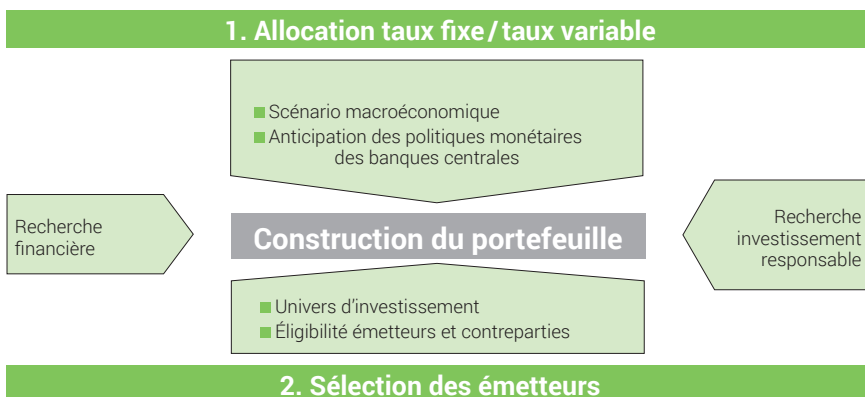 1. Allocation taux fixe/taux variable
Scénario macroéconomique
Anticipation des politiques monétaires
des banques centrales
Recherche
financière
Construction du portefeuille
Recherche
investissement
responsable
Univers d'investissement
Éligibilité émetteurs et contreparties
2. Sélection des émetteurs